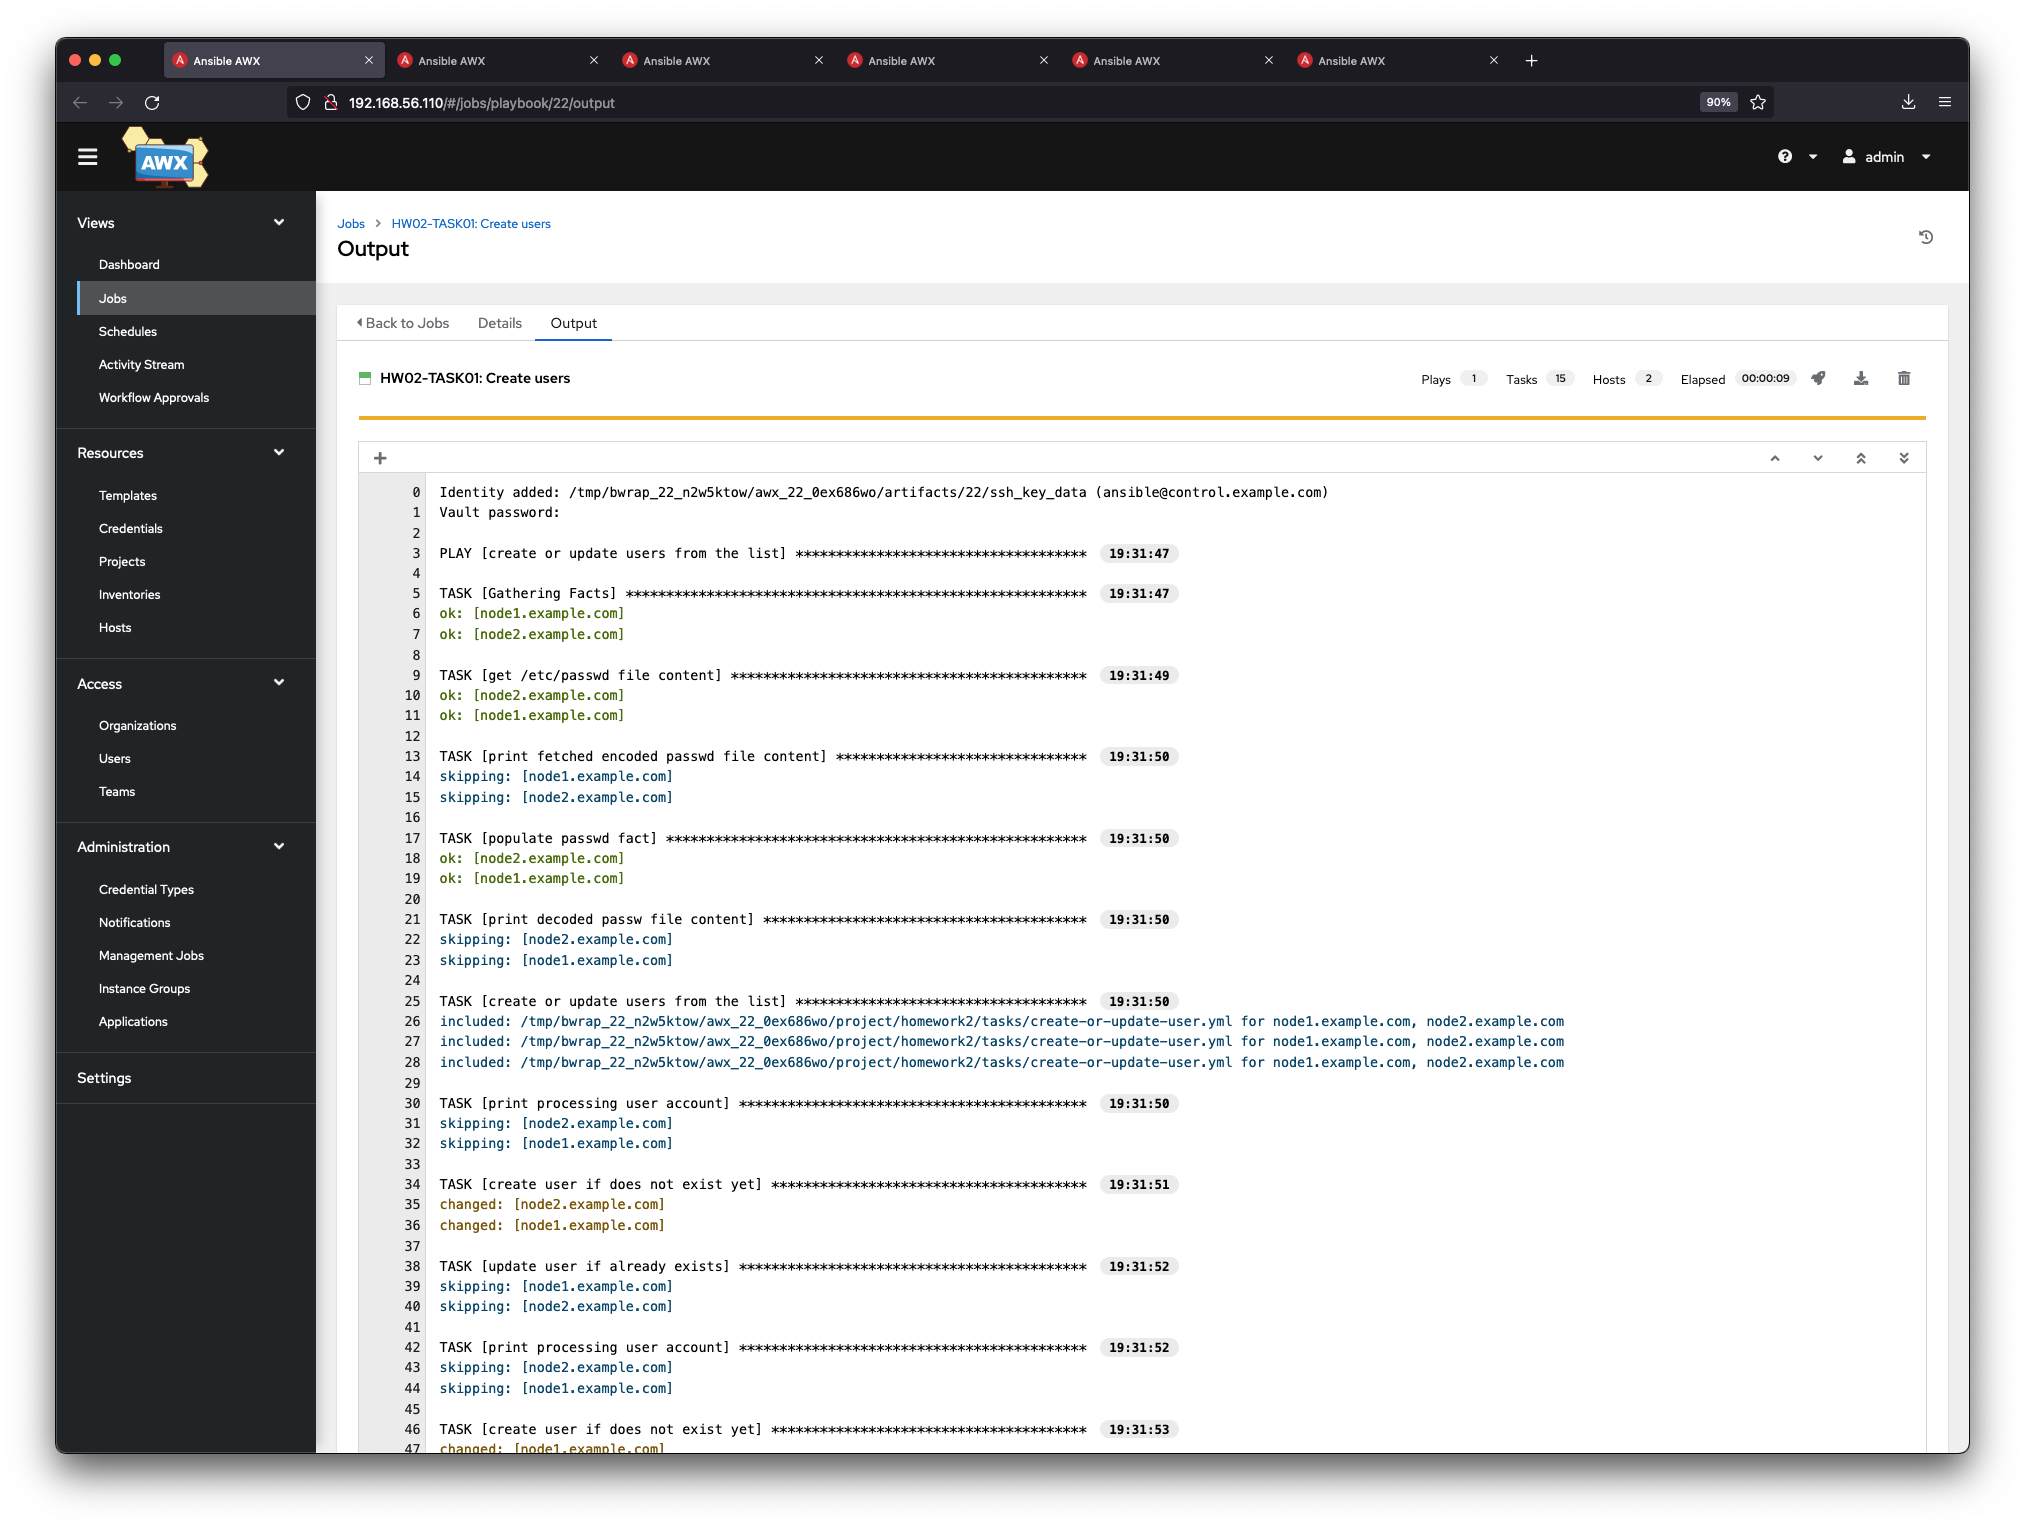 Ansible AWX
Ansible AWX
Ansible AWX
Ansible AWX
Ansible AWX
Ansible AWX
192.168.56.110/#/jobs/playbook/22/output
90%
AWX
admin
Views
Dashboard
Jobs
Schedules
Activity Stream
Workflow Approvals
Resources
Templates
Credentials
Projects
Inventories
Hosts
Access
Organizations
Users
Teams
Administration
Credential Types
Notifications
Management Jobs
Instance Groups
Applications
Settings
Jobs > HW02-TASK01: Create users
Output
Back to Jobs
Details
Output
HW02-TASK01: Create users
Plays 1 Tasks 15 Hosts 2 Elapsed 00:00:09
0 Identity added: /tmp/bwrap_22_n2w5ktow/awx_22_0ex686wo/artifacts/22/ssh_key_data (ansible@control.example.com)
1 Vault password:
2
3 PLAY [create or update users from the list] ************************************ 19:31:47
4
5 TASK [Gathering Facts] ********************************************************* 19:31:47
6 ok: [node1.example.com]
7 ok: [node2.example.com]
8
9 TASK [get /etc/passwd file content] ******************************************** 19:31:49
10 ok: [node2.example.com]
11 ok: [node1.example.com]
12
13 TASK [print fetched encoded passwd file content] ******************************* 19:31:50
14 skipping: [node1.example.com]
15 skipping: [node2.example.com]
16
17 TASK [populate passwd fact] **************************************************** 19:31:50
18 ok: [node2.example.com]
19 ok: [node1.example.com]
20
21 TASK [print decoded passw file content] **************************************** 19:31:50
22 skipping: [node2.example.com]
23 skipping: [node1.example.com]
24
25 TASK [create or update users from the list] ************************************ 19:31:50
26 included: /tmp/bwrap_22_n2w5ktow/awx_22_0ex686wo/project/homework2/tasks/create-or-update-user.yml for node1.example.com, node2.example.com
27 included: /tmp/bwrap_22_n2w5ktow/awx_22_0ex686wo/project/homework2/tasks/create-or-update-user.yml for node1.example.com, node2.example.com
28 included: /tmp/bwrap_22_n2w5ktow/awx_22_0ex686wo/project/homework2/tasks/create-or-update-user.yml for node1.example.com, node2.example.com
29
30 TASK [print processing user account] ******************************************* 19:31:50
31 skipping: [node2.example.com]
32 skipping: [node1.example.com]
33
34 TASK [create user if does not exist yet] *************************************** 19:31:51
35 changed: [node2.example.com]
36 changed: [node1.example.com]
37
38 TASK [update user if already exists] ******************************************* 19:31:52
39 skipping: [node1.example.com]
40 skipping: [node2.example.com]
41
42 TASK [print processing user account] ******************************************* 19:31:52
43 skipping: [node2.example.com]
44 skipping: [node1.example.com]
45
46 TASK [create user if does not exist yet] *************************************** 19:31:53
47 changed: [node1.example.com]